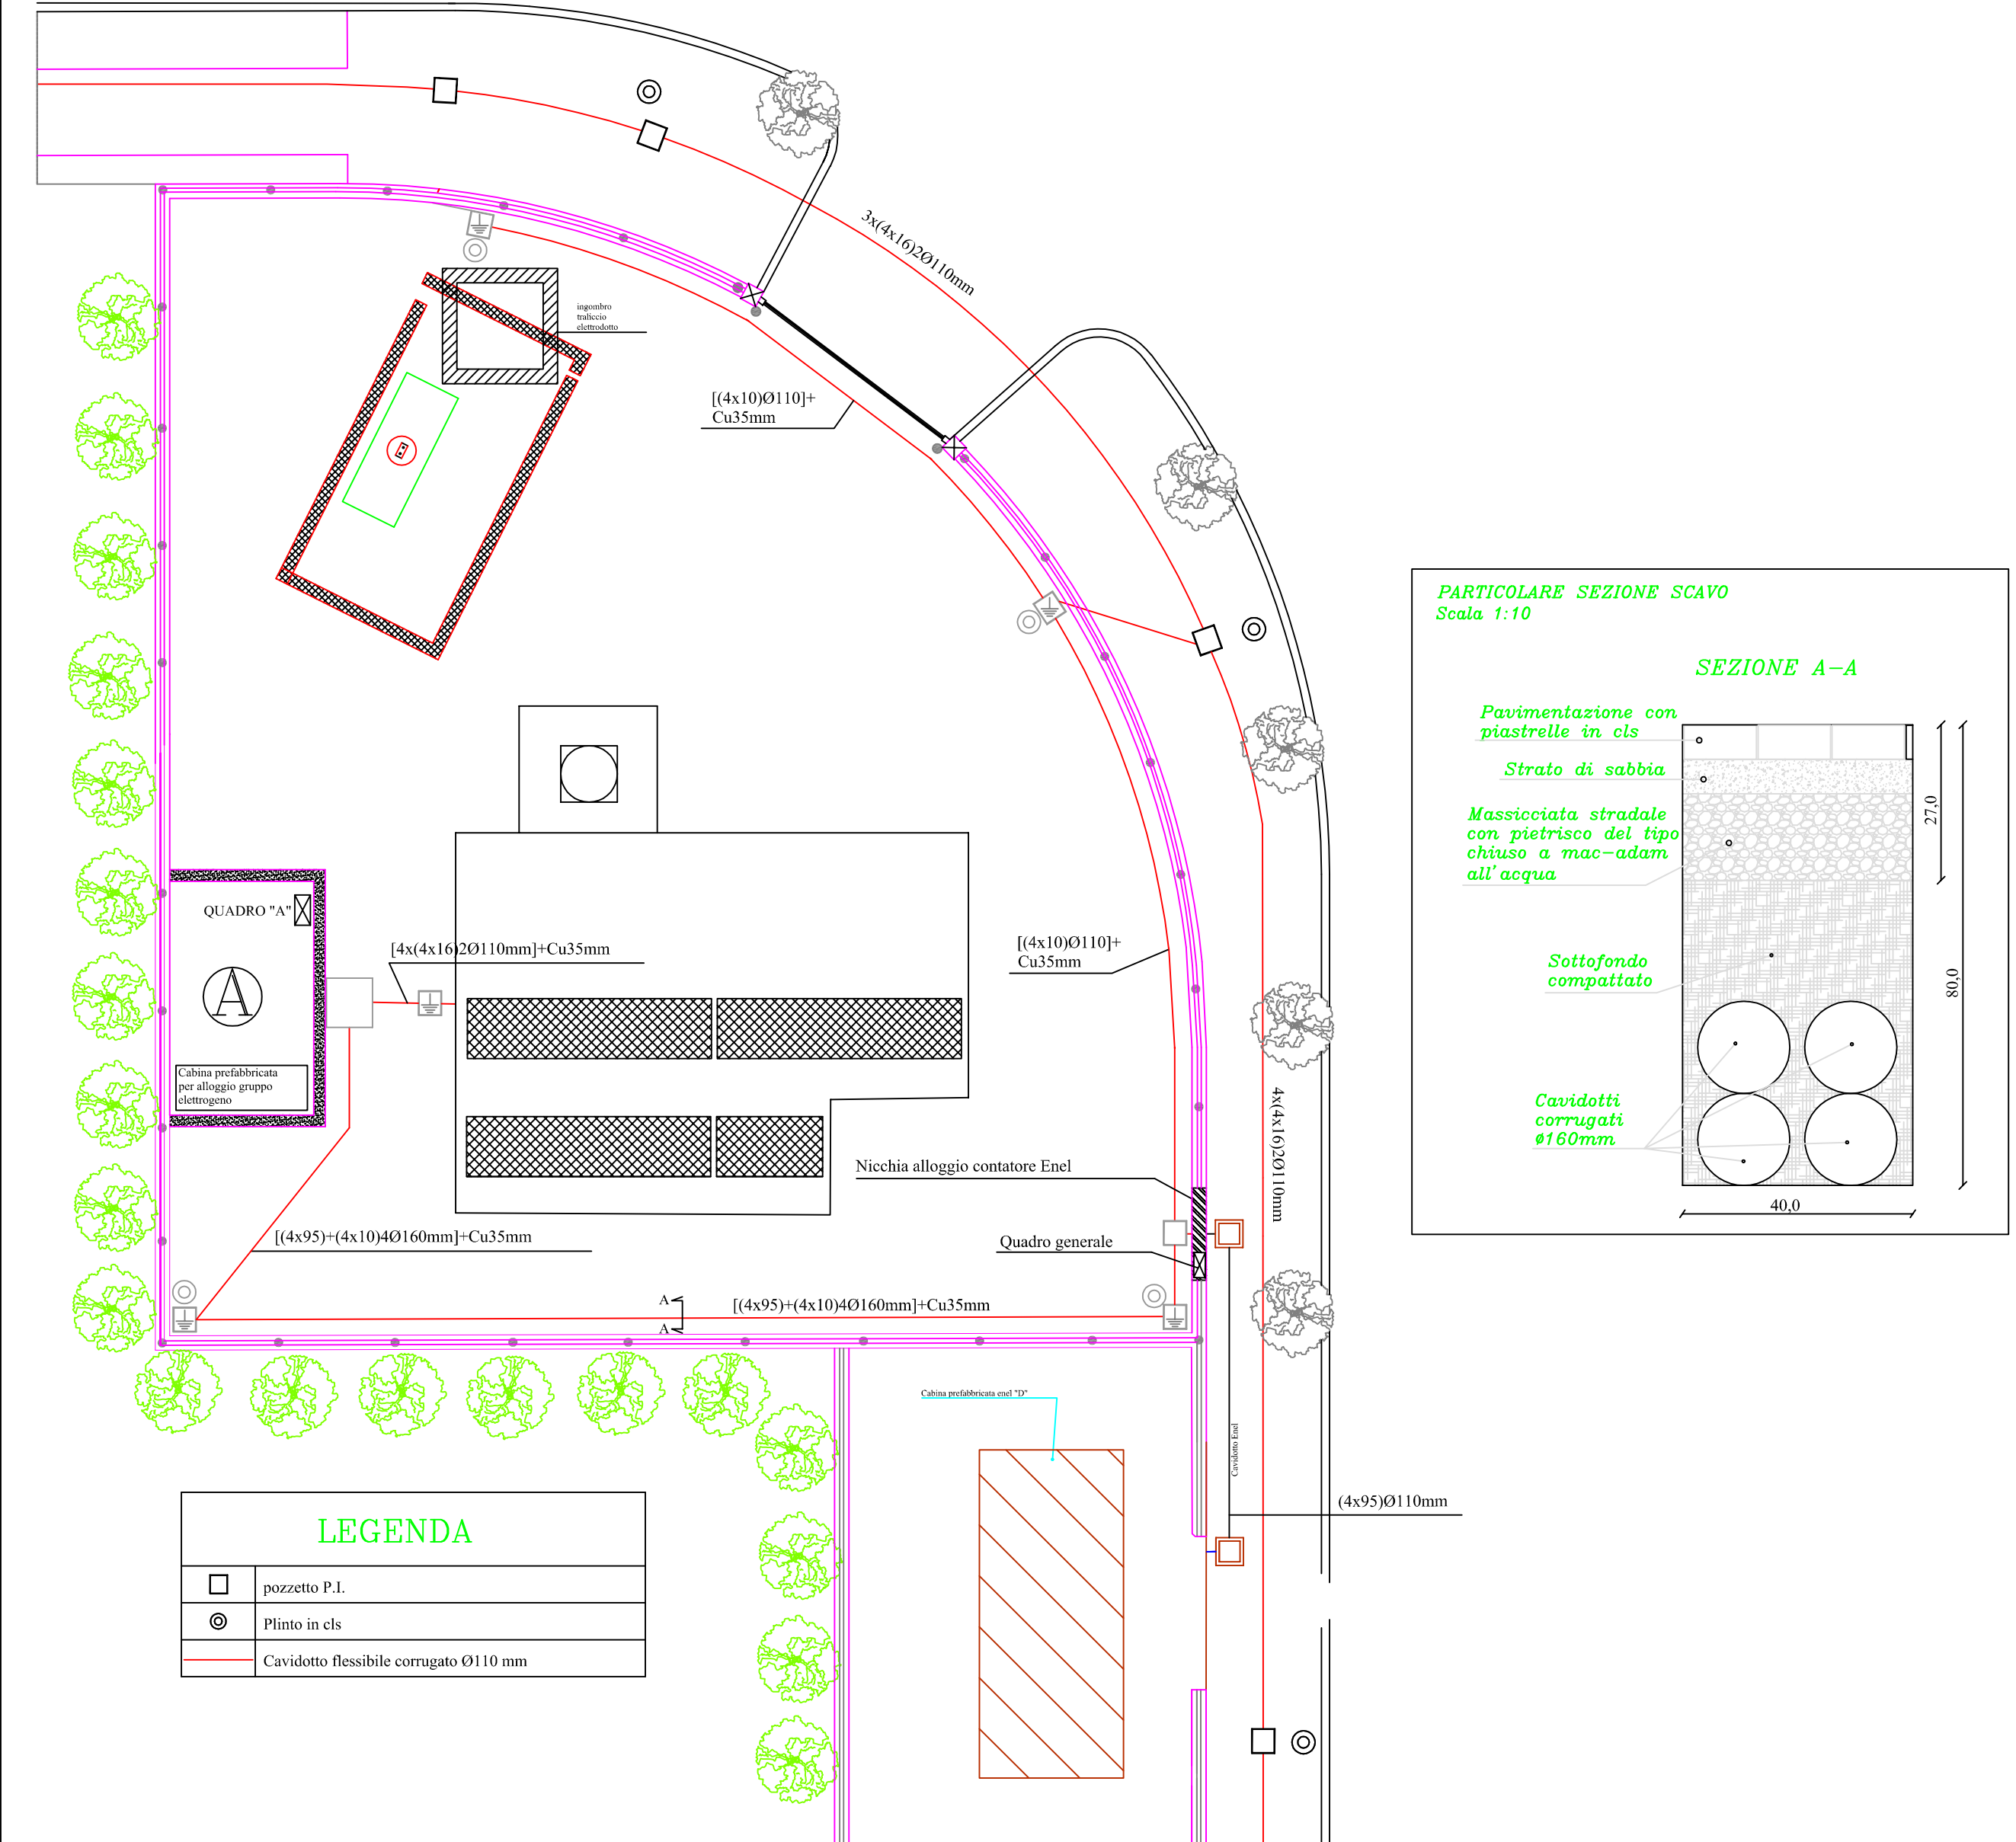 3x(4x16)2Ø110mm
ingombro
traliccio
elettrodotto
[(4x10)Ø110]+
Cu35mm
PARTICOLARE SEZIONE SCAVO
Scala 1:10
SEZIONE A-A
Pavimentazione con
piastrelle in cls
Strato di sabbia
Massicciata stradale
con pietrisco del tipo
chiuso a mac-adam
all'acqua
Sottofondo
compattato
Cavidotti
corrugati
ø160mm
27,0
80,0
40,0
QUADRO "A"
A
Cabina prefabbricata
per alloggio gruppo
elettrogeno
[4x(4x16)2Ø110mm]+Cu35mm
[(4x10)Ø110]+
Cu35mm
4x(4x16)2Ø110mm
Nicchia alloggio contatore Enel
Quadro generale
[(4x95)+(4x10)4Ø160mm]+Cu35mm
A
A
[(4x95)+(4x10)4Ø160mm]+Cu35mm
Cabina prefabbricata enel "D"
Cavidotto Enel
(4x95)Ø110mm
LEGENDA
pozzetto P.I.
Plinto in cls
Cavidotto flessibile corrugato Ø110 mm